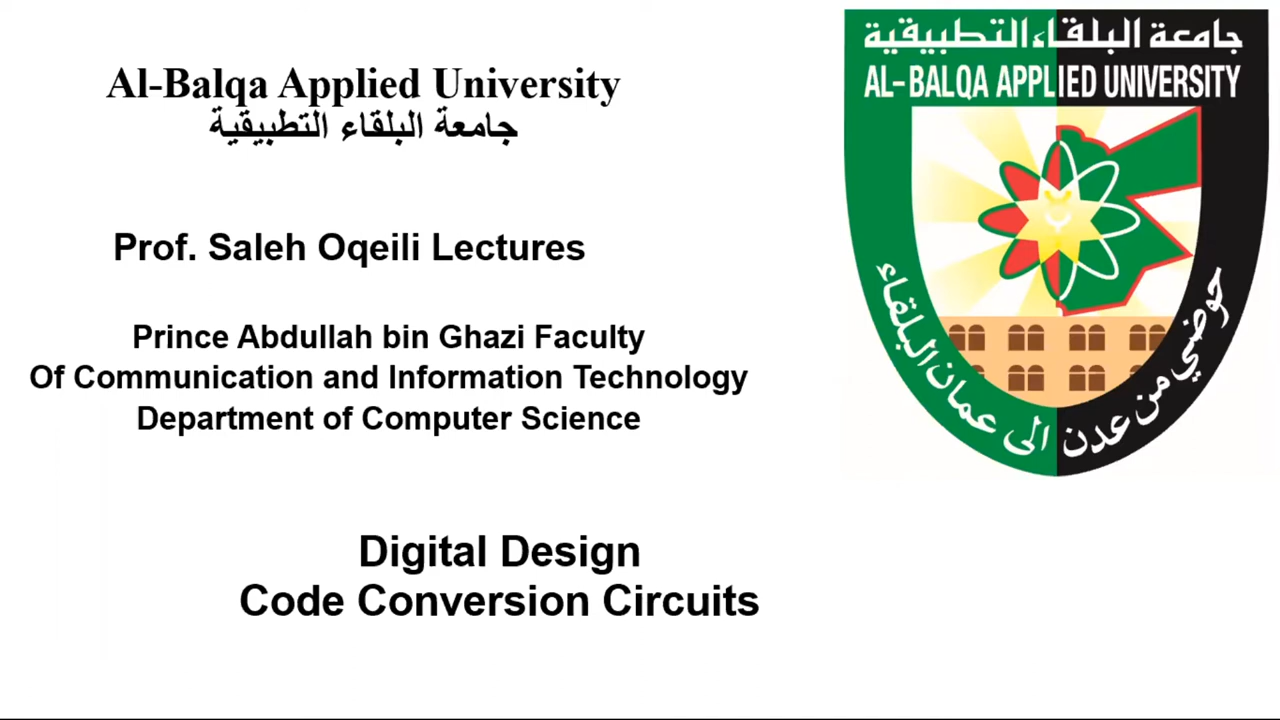 Al-Balqa Applied University
جامعة البلقاء التطبيقية
Prof. Saleh Oqeili Lectures
Prince Abdullah bin Ghazi Faculty
Of Communication and Information Technology
Department of Computer Science
Digital Design
Code Conversion Circuits
جامعة البلقاء التطبيقية
AL-BALQA APPLIED UNIVERSITY
حوضي من عدن الى عمان البلقاء